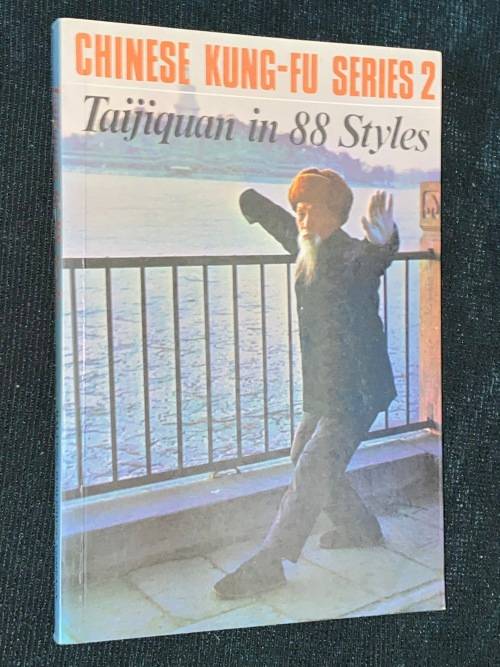 CHINESE KUNG-FU SERIES 2
Taijiquan in 88 Styles